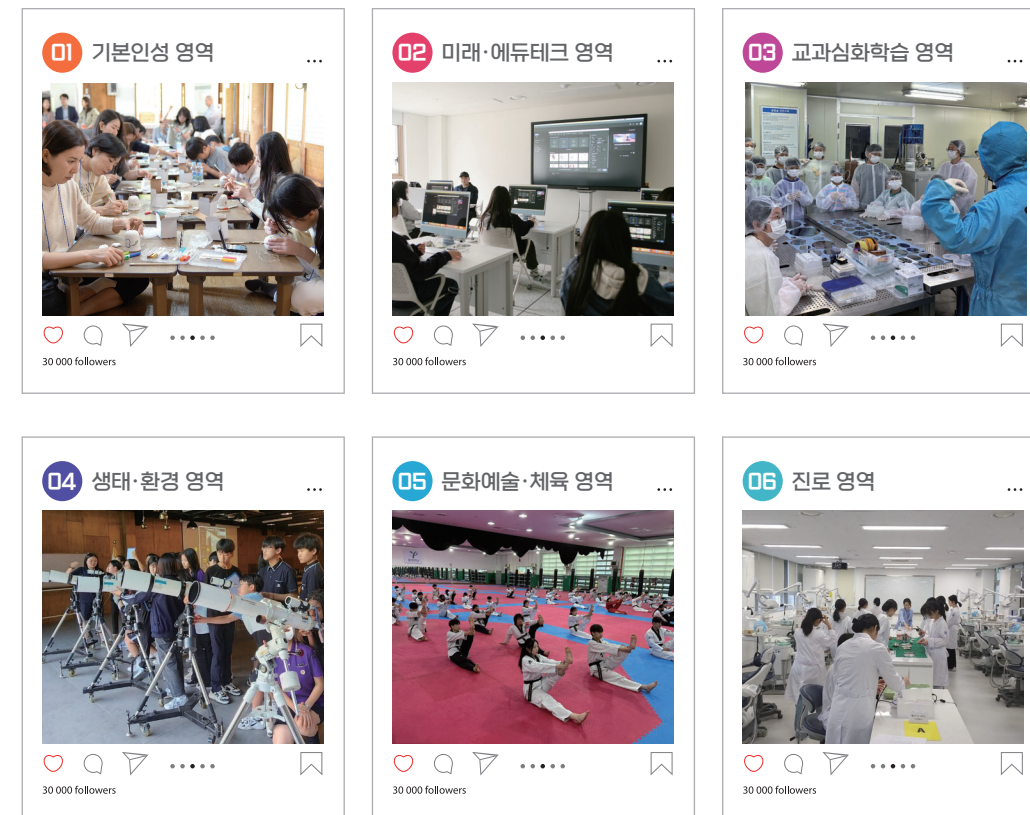 01 기본인성 영역 ...
30 000 followers
02 미래·에듀테크 영역 ...
30 000 followers
03 교과심화학습 영역 ...
30 000 followers
04 생태·환경 영역 ...
30 000 followers
05 문화예술·체육 영역 ...
30 000 followers
06 진로 영역 ...
A
30 000 followers